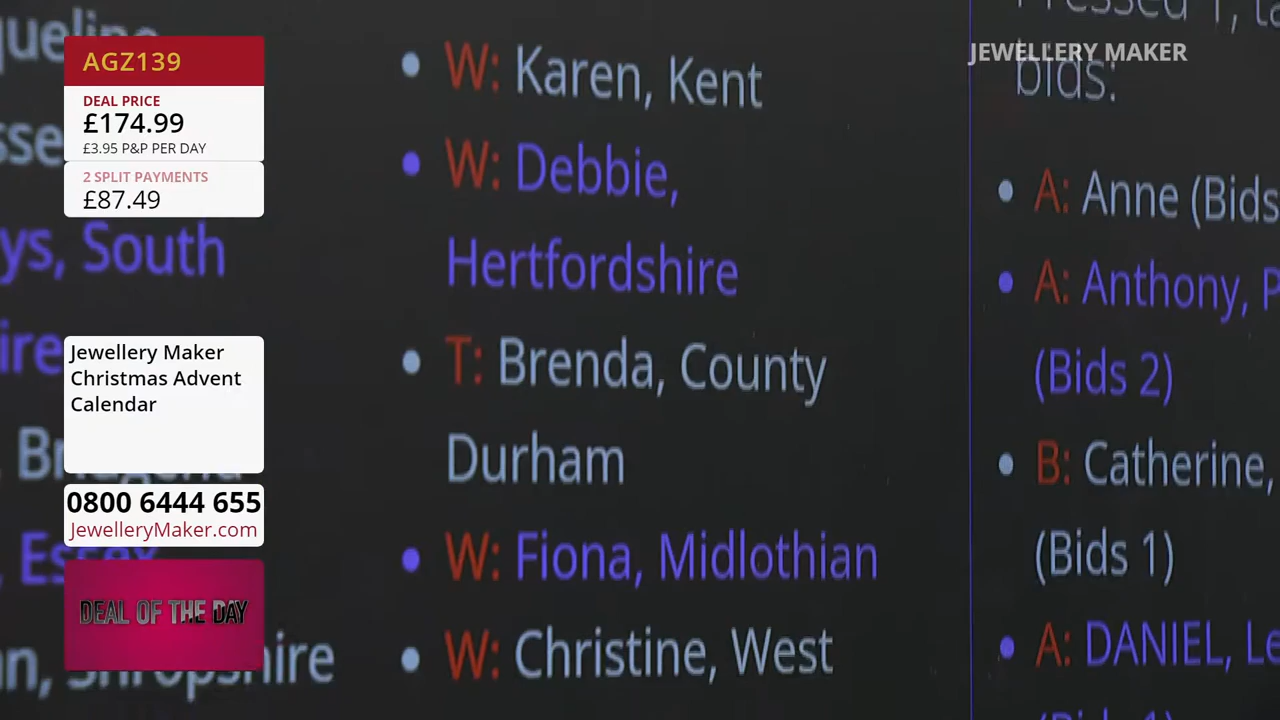 AGZ139
DEAL PRICE
£174.99
£3.95 P&P PER DAY
2 SPLIT PAYMENTS
£87.49
Jewellery Maker
Christmas Advent
Calendar
0800 6444 655
JewelleryMaker.com
DEAL OF THE DAY
ys, South
• W: Karen, Kent
• W: Debbie,
Hertfordshire
• T: Brenda, County
Durham
• W: Fiona, Midlothian
• W: Christine, West
JEWELLERY MAKER
bids:
• A: Anne (Bids
• A: Anthony, P
(Bids 2)
• B: Catherine,
(Bids 1)
• A: DANIEL, Le